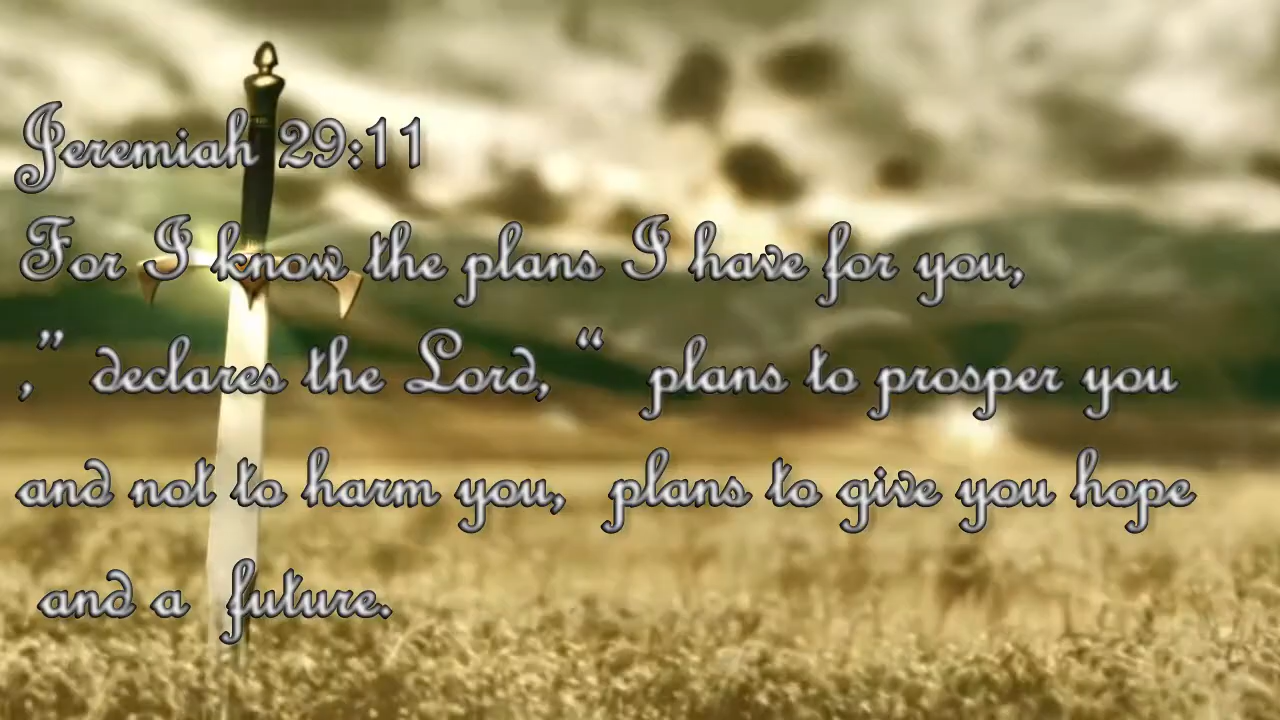 Jeremiah 29:11
For I know the plans I have for you,
,” declares the Lord, “ plans to prosper you
and not to harm you, plans to give you hope
and a future.